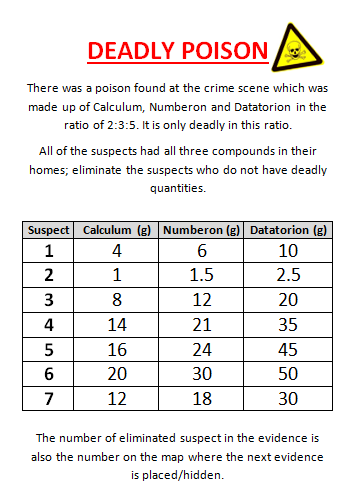 DEADLY POISON
There was a poison found at the crime scene which was
made up of Calculum, Numberon and Datatorion in the
ratio of 2:3:5. It is only deadly in this ratio.
All of the suspects had all three compounds in their
homes; eliminate the suspects who do not have deadly
quantities.
Suspect Calculum (g) Numberon (g) Datatorion (g)
1 4 6 10
2 1 1.5 2.5
3 8 12 20
4 14 21 35
5 16 24 45
6 20 30 50
7 12 18 30
The number of eliminated suspect in the evidence is
also the number on the map where the next evidence
is placed/hidden.